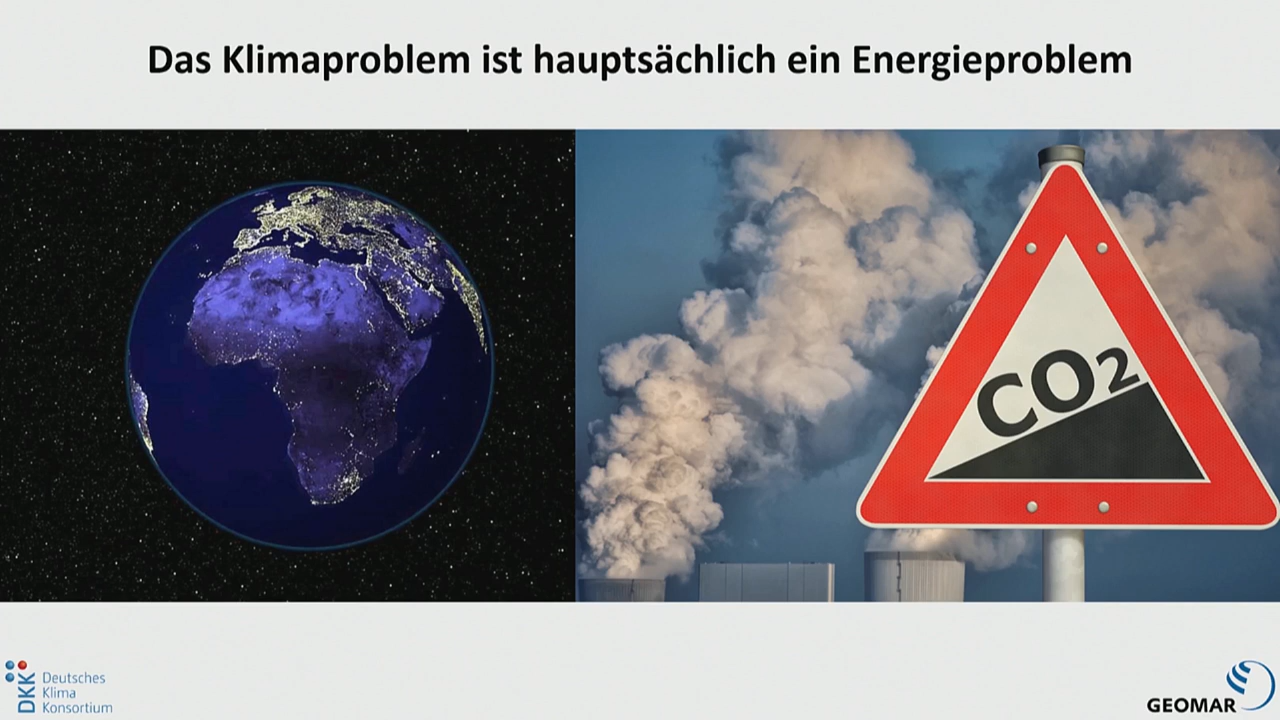 Das Klimaproblem ist hauptsächlich ein Energieproblem
CO2
DKK
Deutsches
Klima
Konsortium
GEOMAR